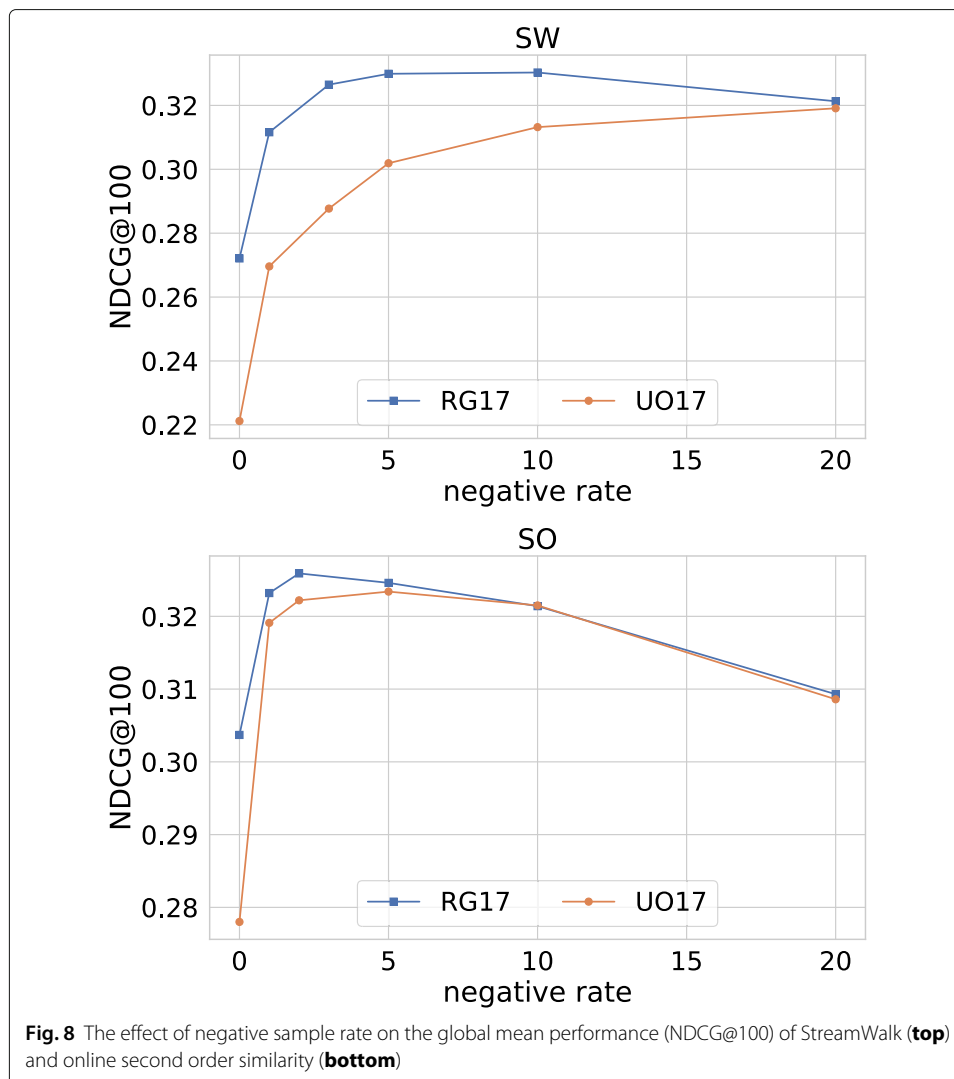 SW
NDCG@100
0.32
0.30
0.28
0.26
0.24
0.22
RG17 UO17
0 5 10 15 20
negative rate
SO
NDCG@100
0.32
0.31
0.30
0.29
0.28
RG17 UO17
0 5 10 15 20
negative rate
Fig. 8 The effect of negative sample rate on the global mean performance (NDCG@100) of StreamWalk (top)
and online second order similarity (bottom)